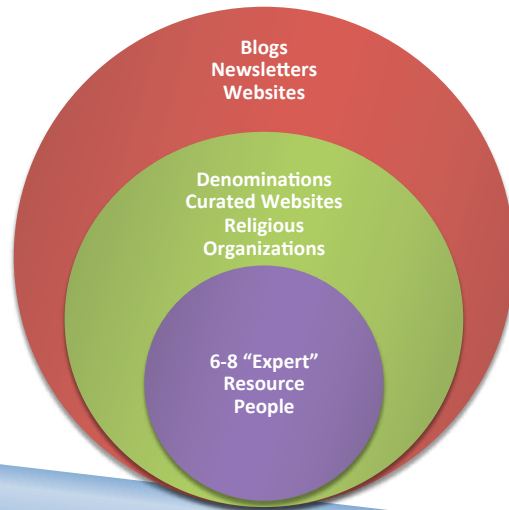 Blogs
Newsletters
Websites
Denominations
Curated Websites
Religious
Organizations
6-8 “Expert”
Resource
People